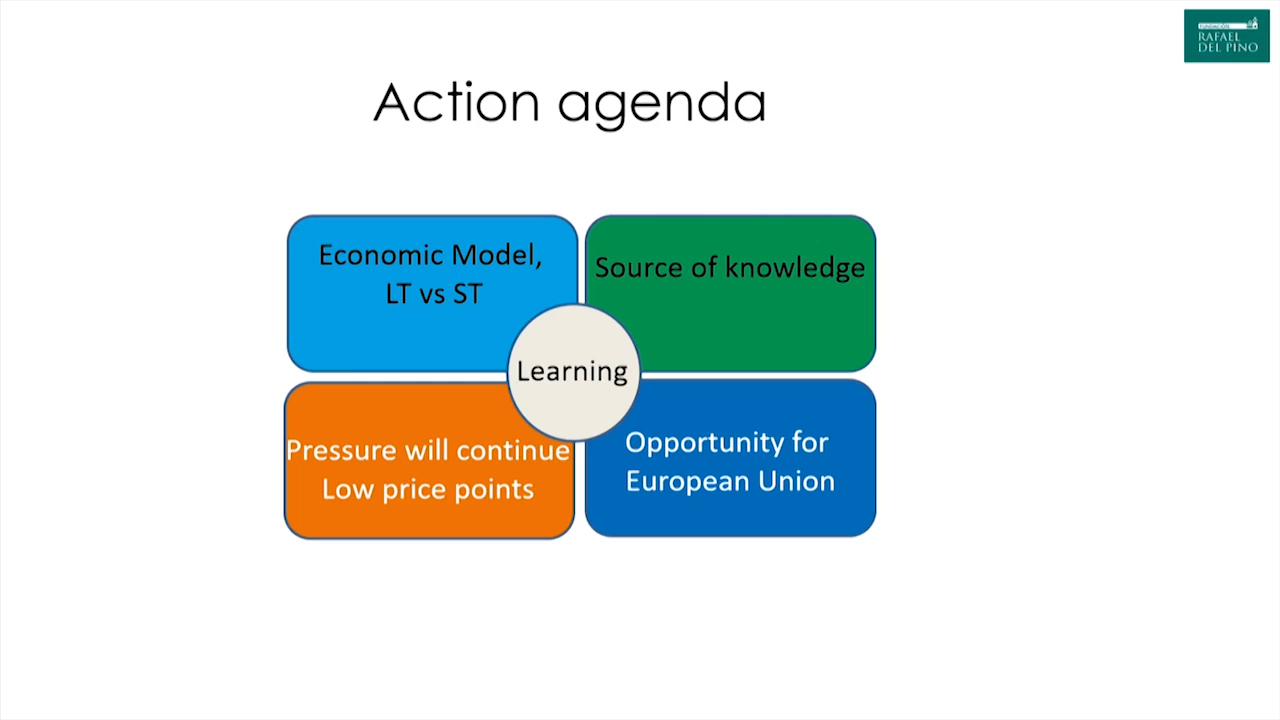 FUNDACIÓN
RAFAEL
DEL PINO
Action agenda
Economic Model,
LT vs ST
Source of knowledge
Learning
Pressure will continue
Low price points
Opportunity for
European Union